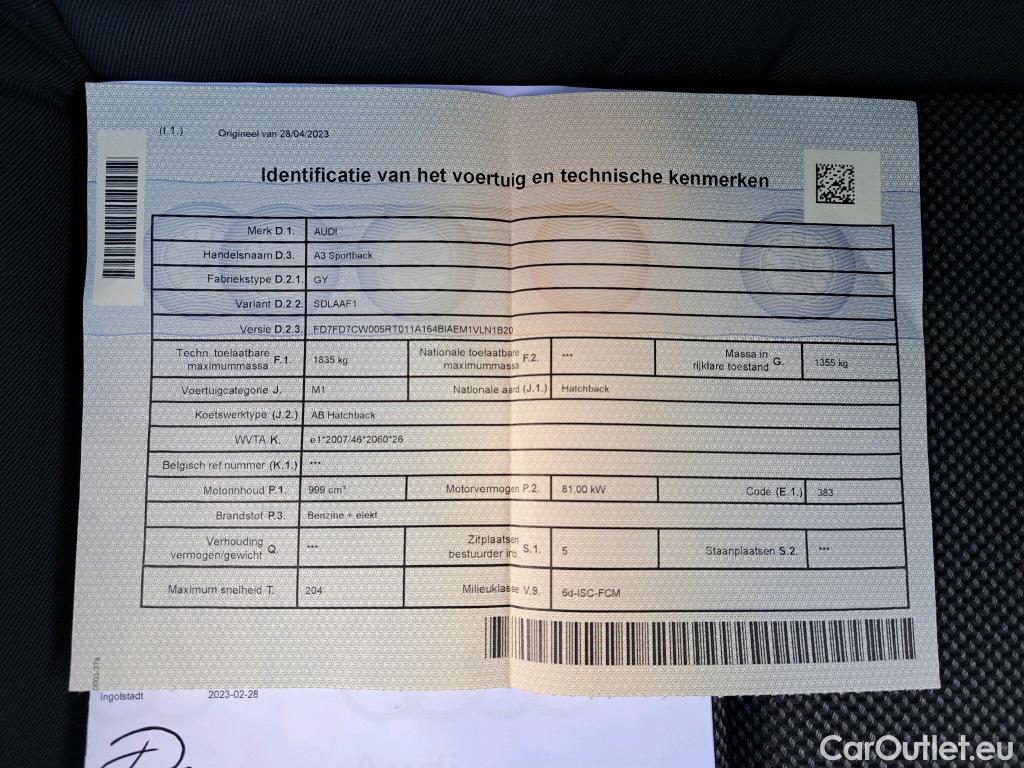 (I.1.) Origineel van 28/04/2023
Identificatie van het voertuig en technische kenmerken
Merk D.1. AUDI
Handelsnaam D.3. A3 Sportback
Fabriekstype D.2.1. GY
Variant D.2.2. SDLAAF1
Versie D.2.3. FD7FD7CW005RT011A164BIAEM1VLN1B20
Techn. toelaatbare maximummassa F.1. 1835 kg Nationale toelaatbare maximummassa F.2. *** Massa in rijklare toestand G. 1355 kg
Voertuigcategorie J. M1 Nationale aard (J.1.) Hatchback
Koetswerktype (J.2.) AB Hatchback
WVTA K. e1*2007/46*2060*26
Belgisch ref.nummer (K.1.) ***
Motorinhoud P.1. 999 cm³ Motorvermogen P.2. 81,00 kW Code (E.1.) 383
Brandstof P.3. Benzine + elekt
Verhouding vermogen/gewicht Q. *** Zitplaatsen bestuurder inb. S.1. 5 Staanplaatsen S.2. ***
Maximum snelheid T. 204 Milieuklasse V.9. 6d-ISC-FCM
0003-376
Ingolstadt 2023-02-28
CarOutlet.eu